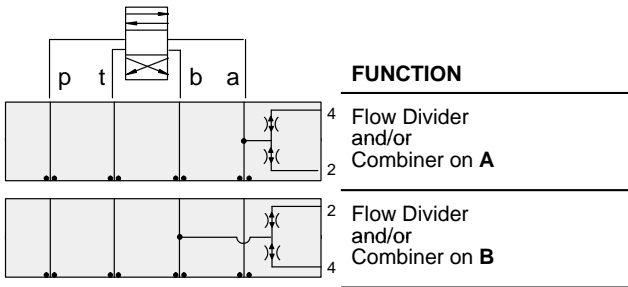 p t b a
FUNCTION
4
Flow Divider
and/or
Combiner on A
2
2
Flow Divider
and/or
Combiner on B
4